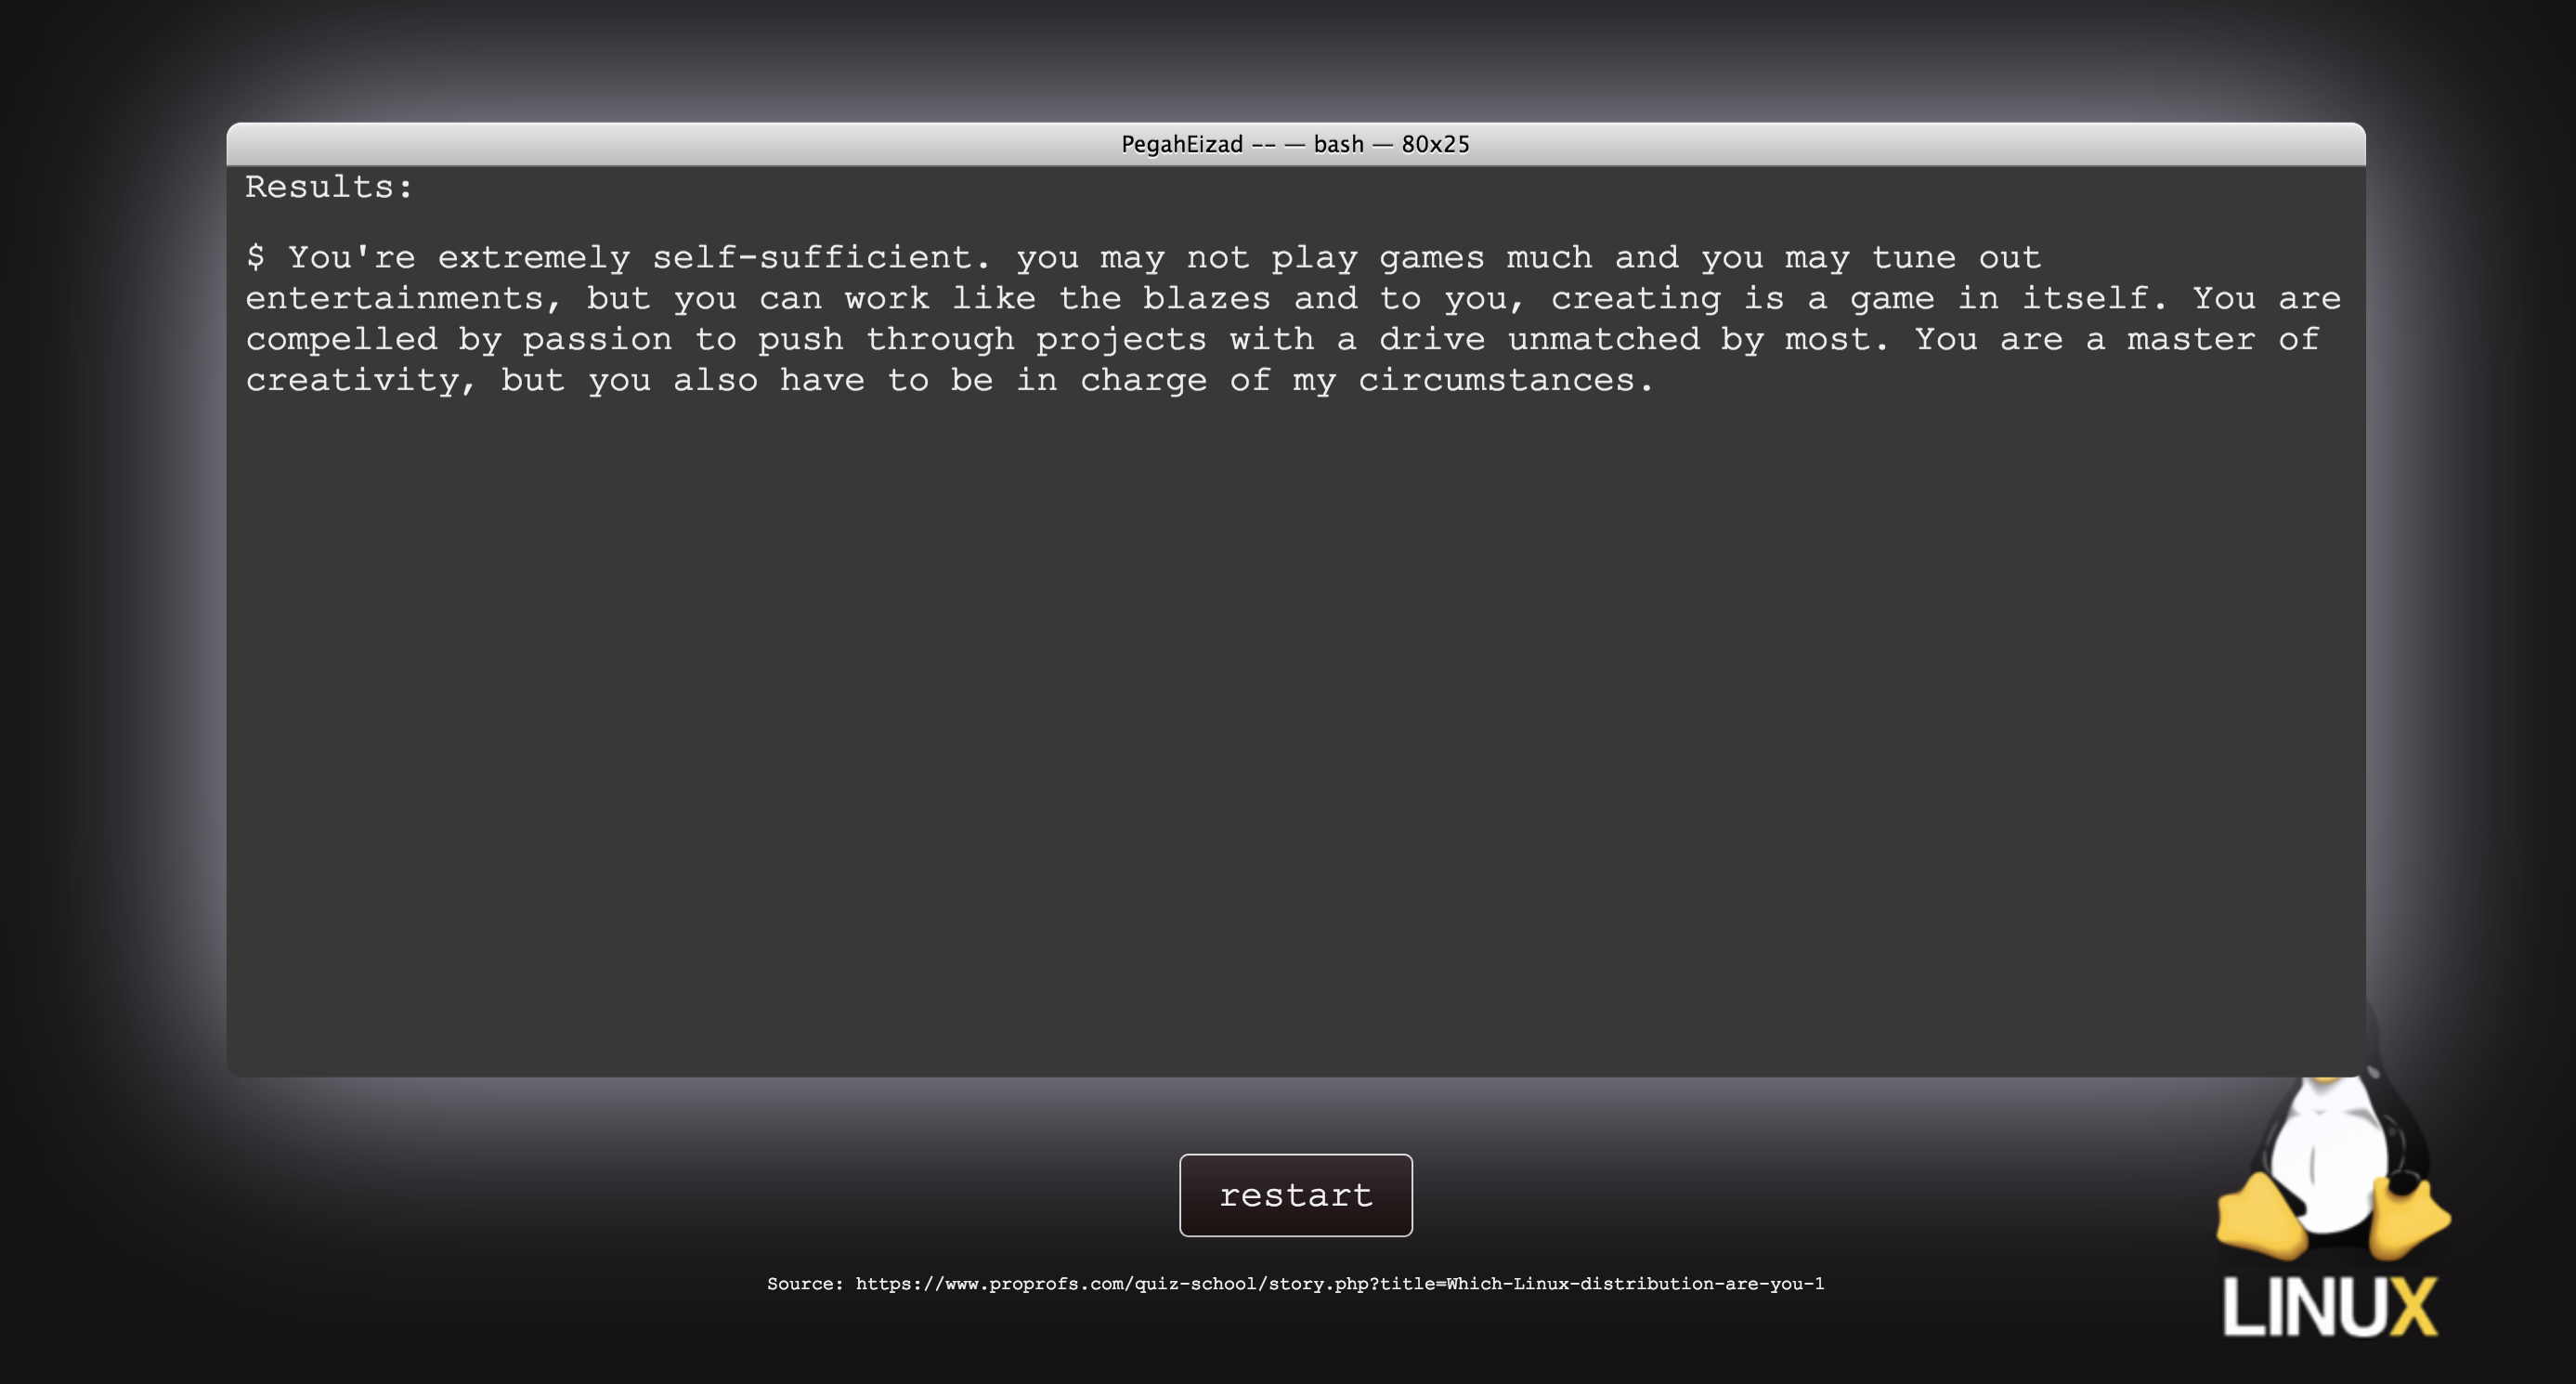 PegahEizad -- — bash — 80x25
Results:
$ You're extremely self-sufficient. you may not play games much and you may tune out
entertainments, but you can work like the blazes and to you, creating is a game in itself. You are
compelled by passion to push through projects with a drive unmatched by most. You are a master of
creativity, but you also have to be in charge of my circumstances.
restart
Source: https://www.proprofs.com/quiz-school/story.php?title=Which-Linux-distribution-are-you-1
LINUX